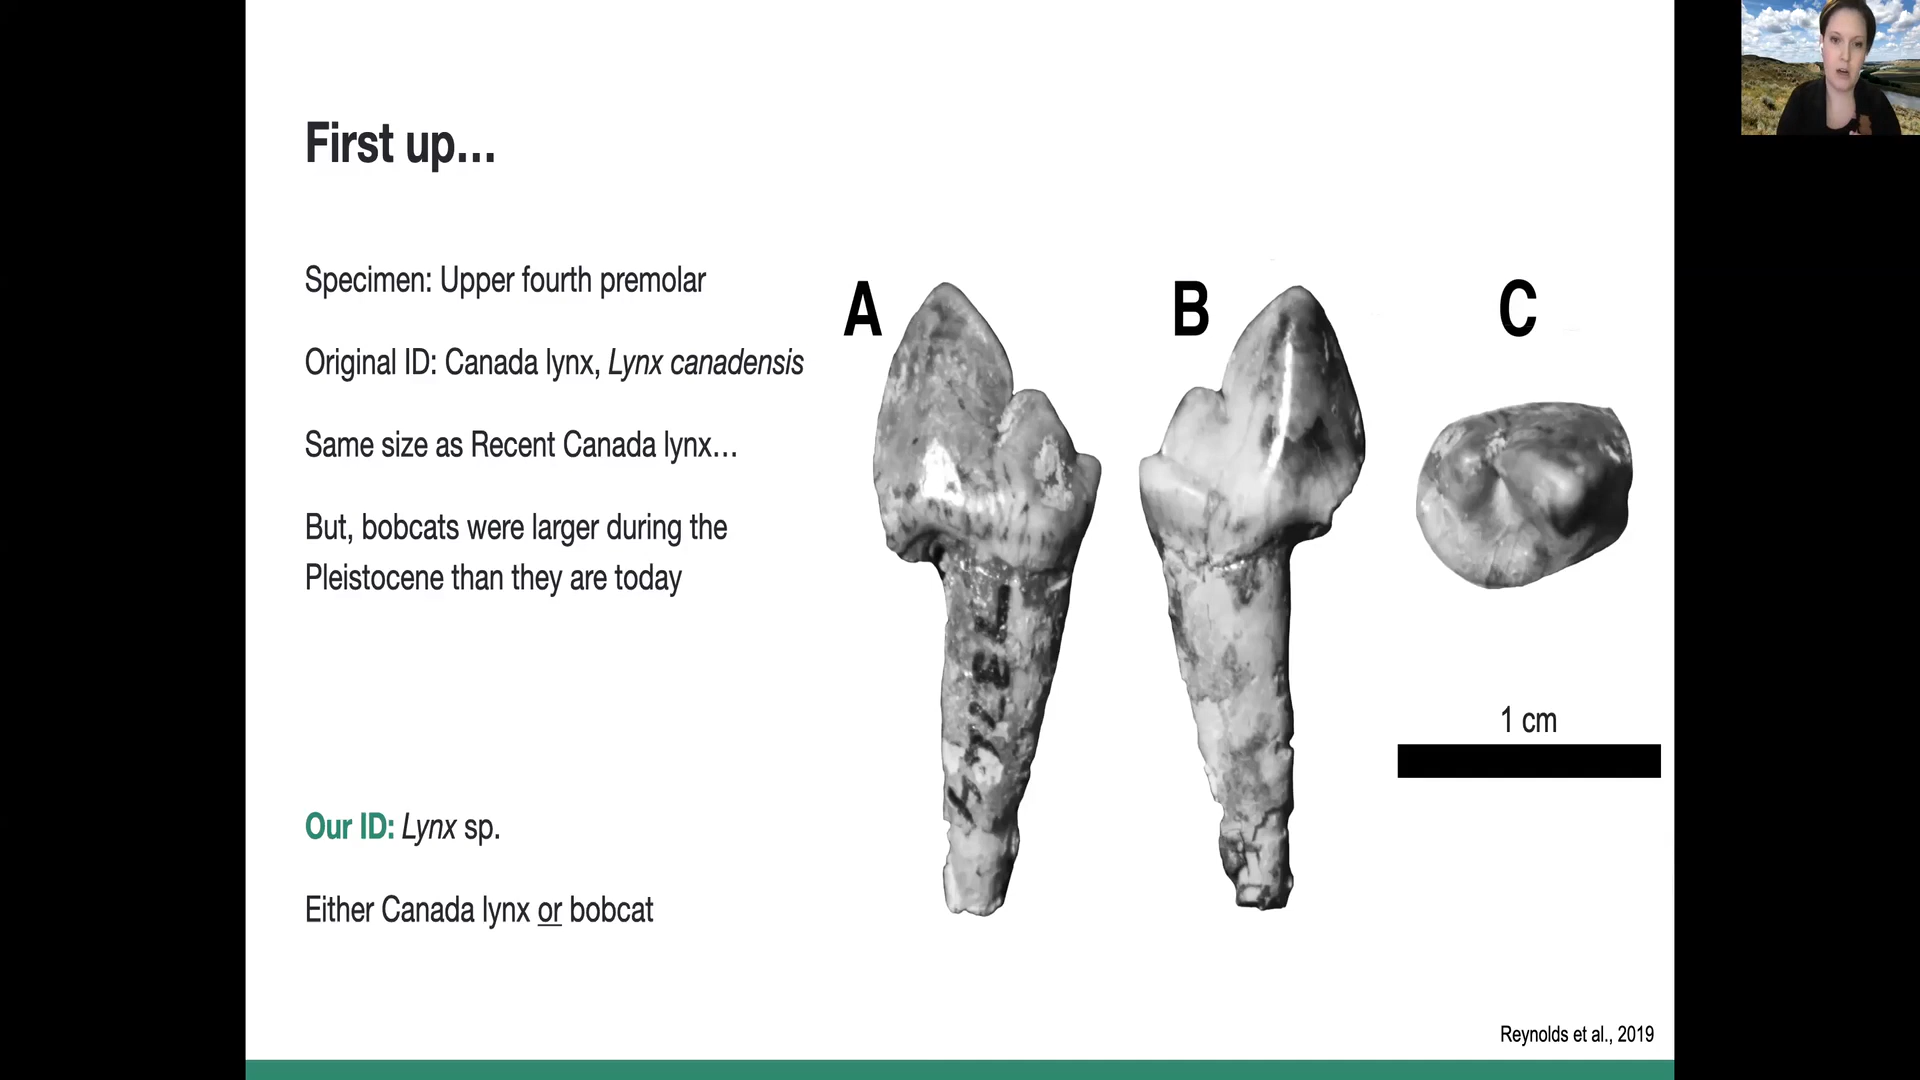 First up...
Specimen: Upper fourth premolar
Original ID: Canada lynx, Lynx canadensis
Same size as Recent Canada lynx...
But, bobcats were larger during the
Pleistocene than they are today
Our ID: Lynx sp.
Either Canada lynx or bobcat
A
B
C
1 cm
Reynolds et al., 2019